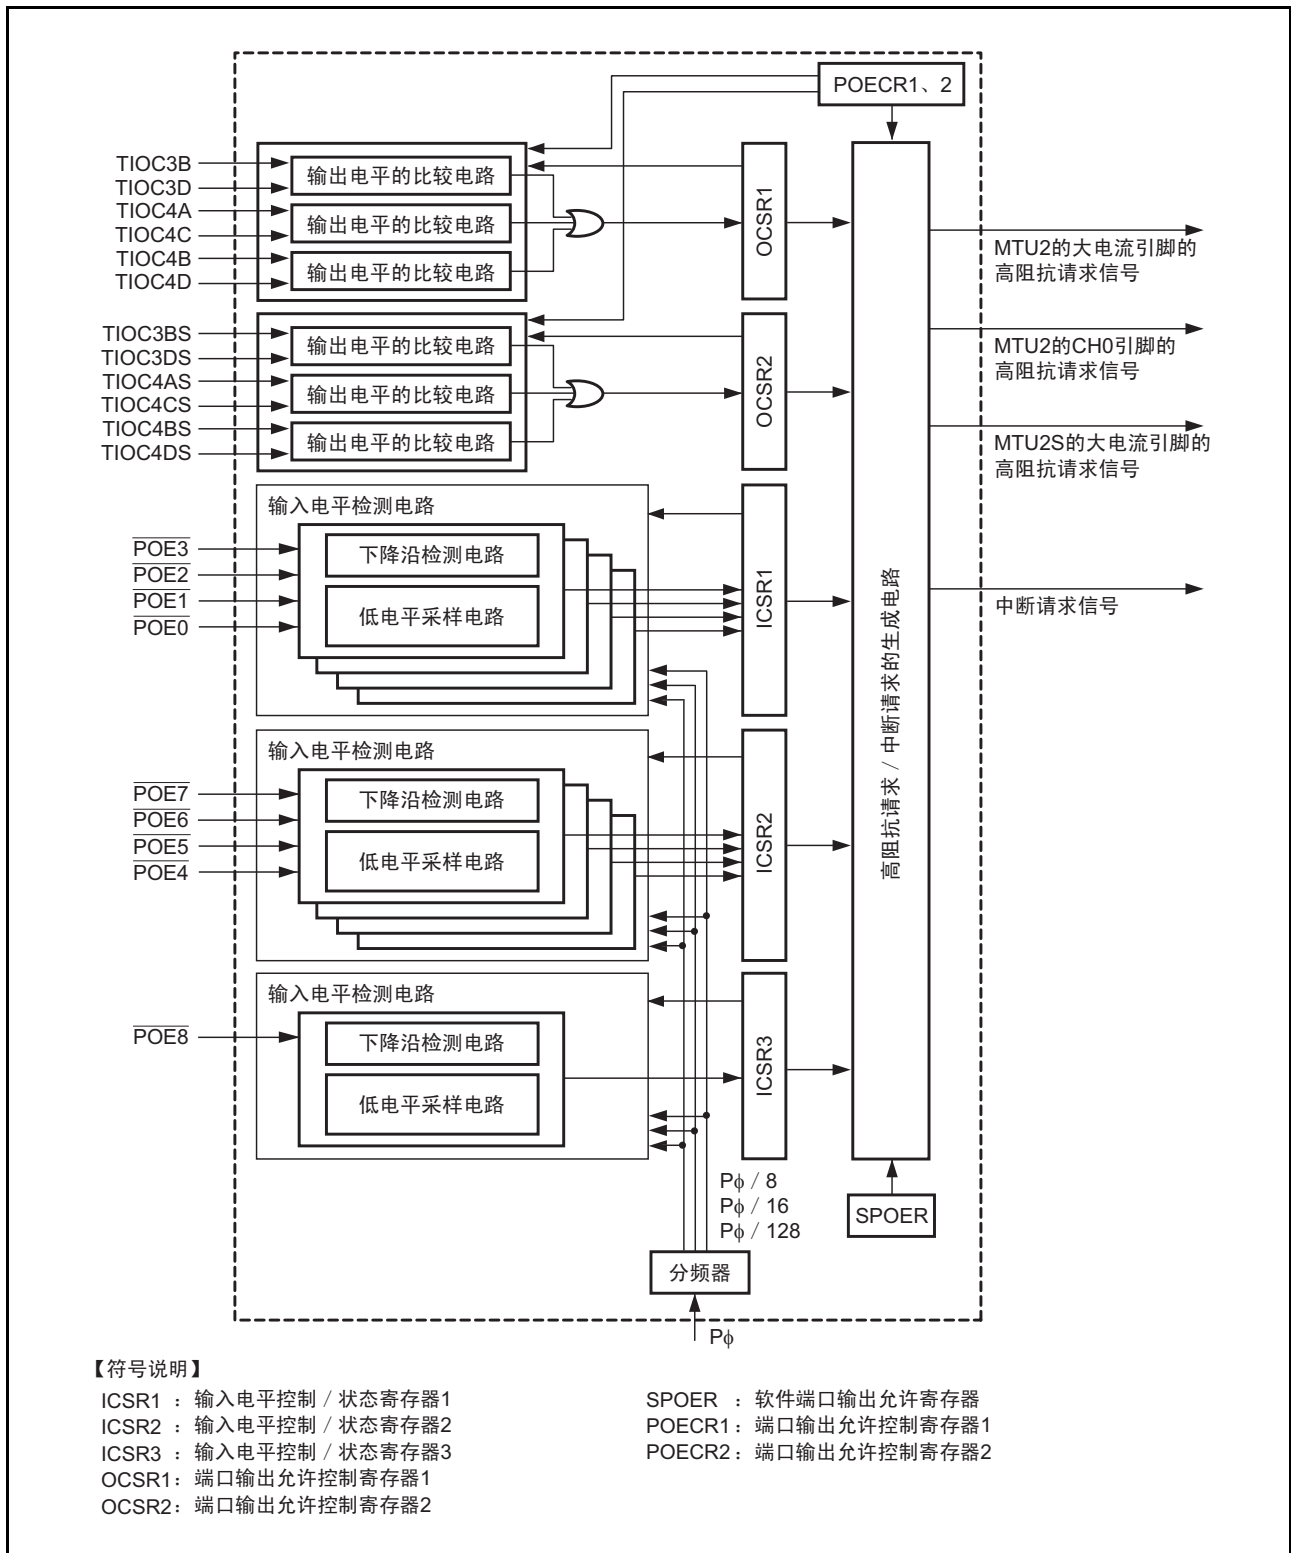 POECR1、2
TIOC3B
TIOC3D
TIOC4A
TIOC4C
TIOC4B
TIOC4D
输出电平的比较电路
输出电平的比较电路
输出电平的比较电路
OCSR1
MTU2的大电流引脚的
高阻抗请求信号
TIOC3BS
TIOC3DS
TIOC4AS
TIOC4CS
TIOC4BS
TIOC4DS
输出电平的比较电路
输出电平的比较电路
输出电平的比较电路
OCSR2
MTU2的CH0引脚的
高阻抗请求信号
MTU2S的大电流引脚的
高阻抗请求信号
输入电平检测电路
POE3
POE2
POE1
POE0
下降沿检测电路
低电平采样电路
ICSR1
高阻抗请求/中断请求的生成电路
中断请求信号
输入电平检测电路
POE7
POE6
POE5
POE4
下降沿检测电路
低电平采样电路
ICSR2
输入电平检测电路
POE8
下降沿检测电路
低电平采样电路
ICSR3
Pφ/8
Pφ/16
Pφ/128
SPOER
分频器
Pφ
【符号说明】
ICSR1 ：输入电平控制/状态寄存器1
ICSR2 ：输入电平控制/状态寄存器2
ICSR3 ：输入电平控制/状态寄存器3
OCSR1：端口输出允许控制寄存器1
OCSR2：端口输出允许控制寄存器2
SPOER ：软件端口输出允许寄存器
POECR1：端口输出允许控制寄存器1
POECR2：端口输出允许控制寄存器2